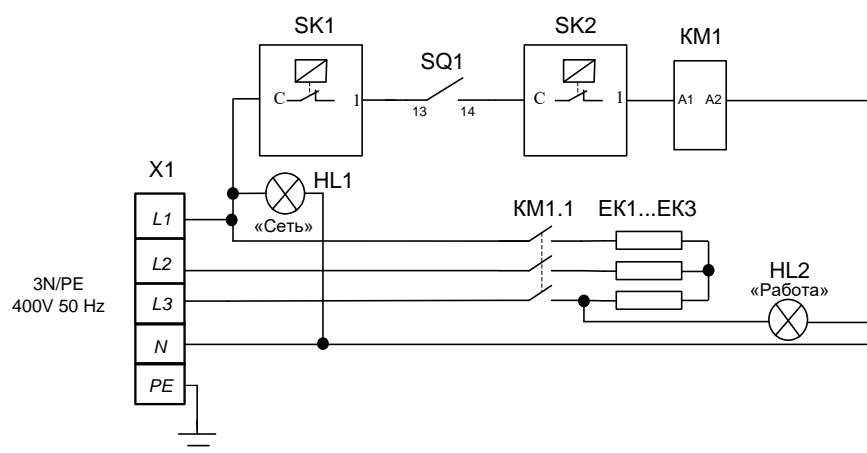 SK1
SK2
KM1
SQ1
C 1
13 14
C 1
A1 A2
X1
HL1
«Сеть»
L1
KM1.1
EK1...EK3
L2
3N/PE
400V 50 Hz
L3
HL2
«Работа»
N
PE